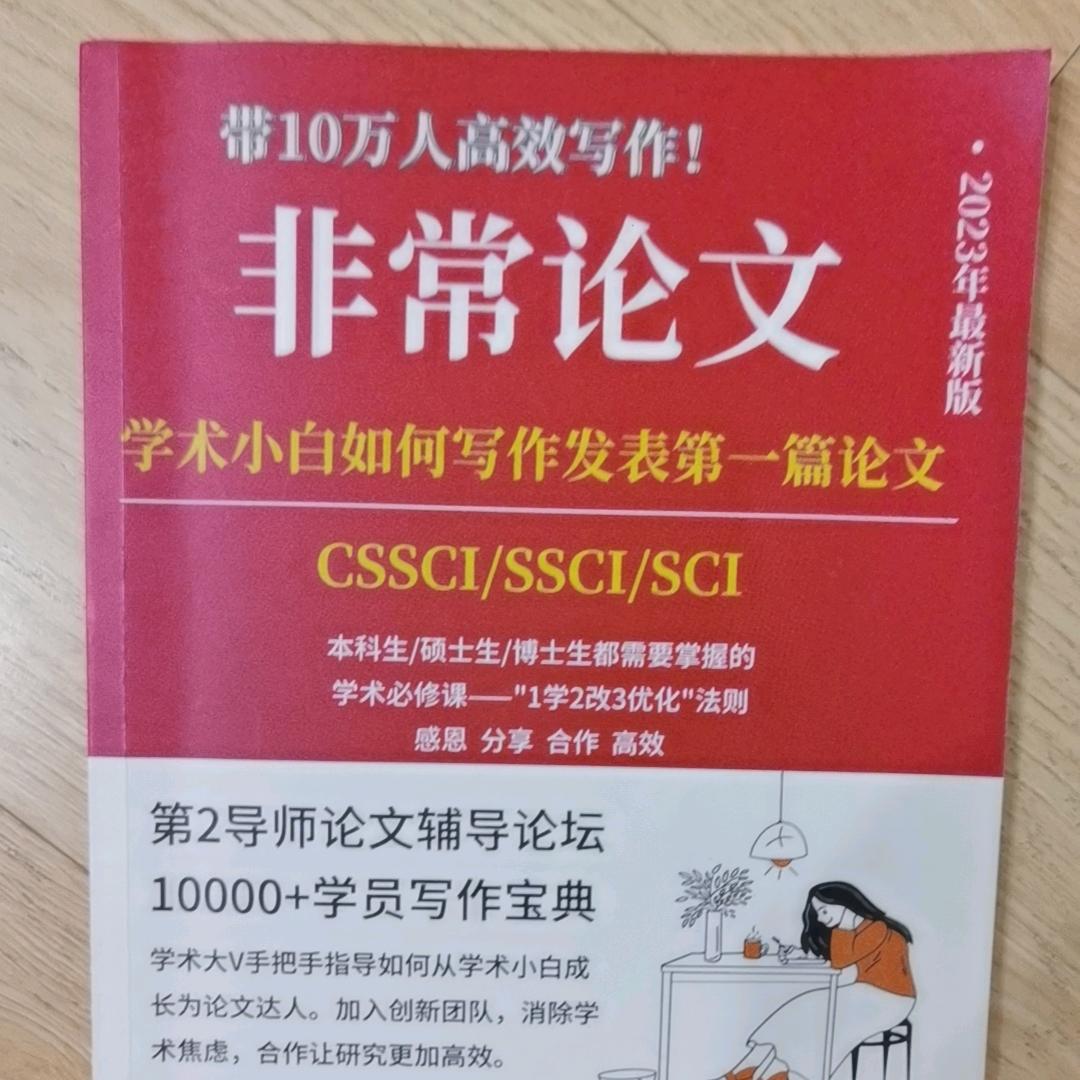 带10万人高效写作！
非常论文
·2023年最新版
学术小白如何写作发表第一篇论文
CSSCI/SSCI/SCI
本科生/硕士生/博士生都需要掌握的
学术必修课——"1学2改3优化"法则
感恩 分享 合作 高效
第2导师论文辅导论坛
10000+学员写作宝典
学术大V手把手指导如何从学术小白成
长为论文达人。加入创新团队，消除学
术焦虑，合作让研究更加高效。